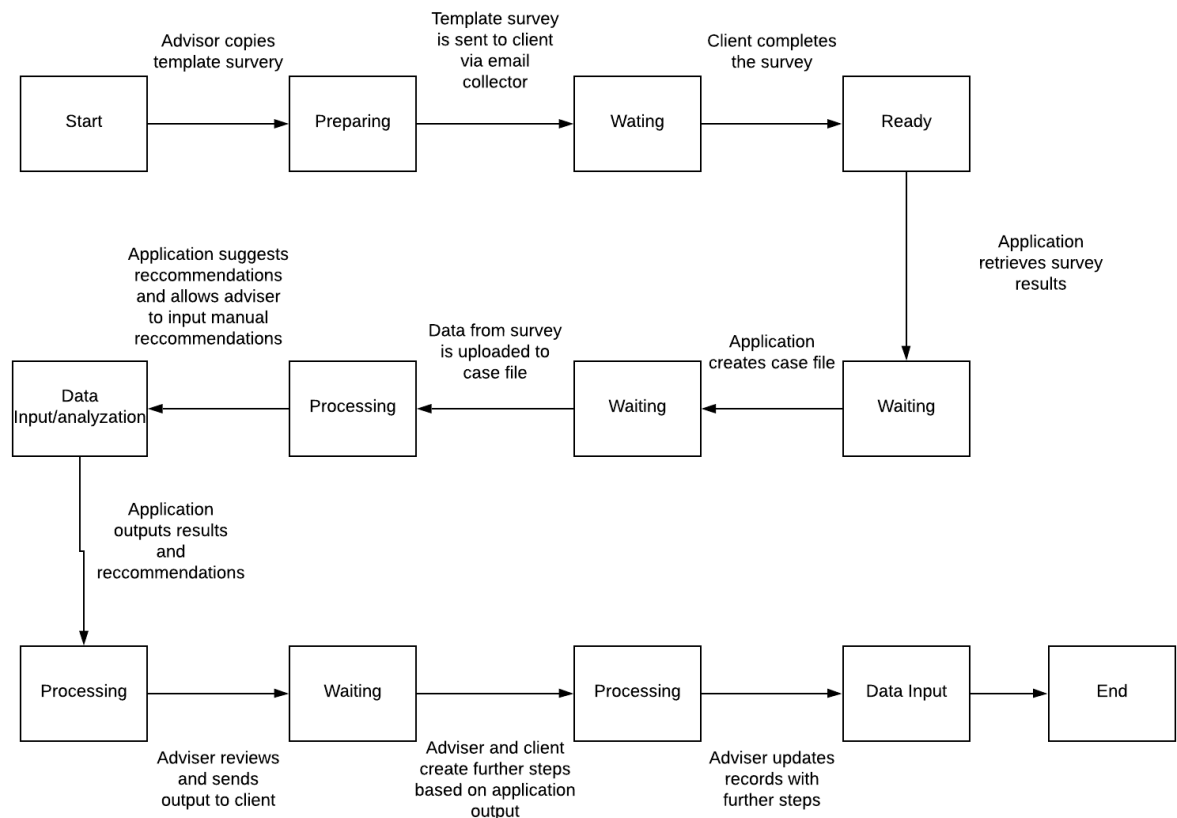 Advisor copies
template survery
Template survey
is sent to client
via email
collector
Client completes
the survey
Start
Preparing
Wating
Ready
Application
retrieves survey
results
Application suggests
reccommendations
and allows adviser
to input manual
reccommendations
Data from survey
is uploaded to
case file
Application
creates case file
Data
Input/analyzation
Processing
Waiting
Waiting
Application
outputs results
and
reccommendations
Processing
Waiting
Processing
Data Input
End
Adviser reviews
and sends
output to client
Adviser and client
create further steps
based on application
output
Adviser updates
records with
further steps